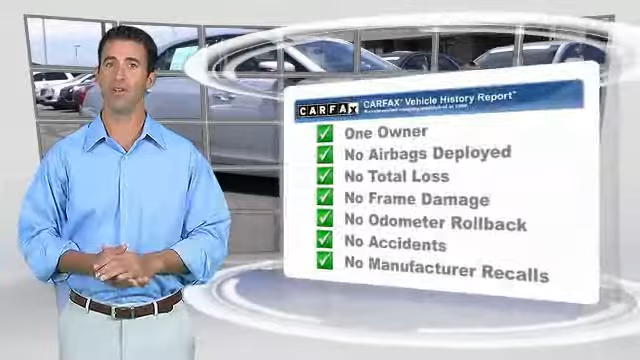 CARFAX
CARFAX® Vehicle History Report™
One Owner
No Airbags Deployed
No Total Loss
No Frame Damage
No Odometer Rollback
No Accidents
No Manufacturer Recalls